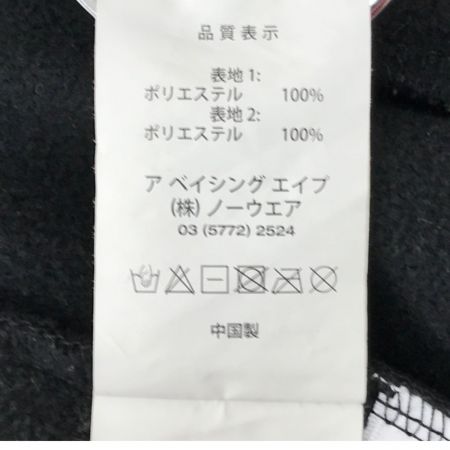 品質表示
表地1:
ポリエステル 100%
表地2:
ポリエステル 100%
ア ベイシング エイプ
(株) ノーウエア
03 (5772) 2524
中国製